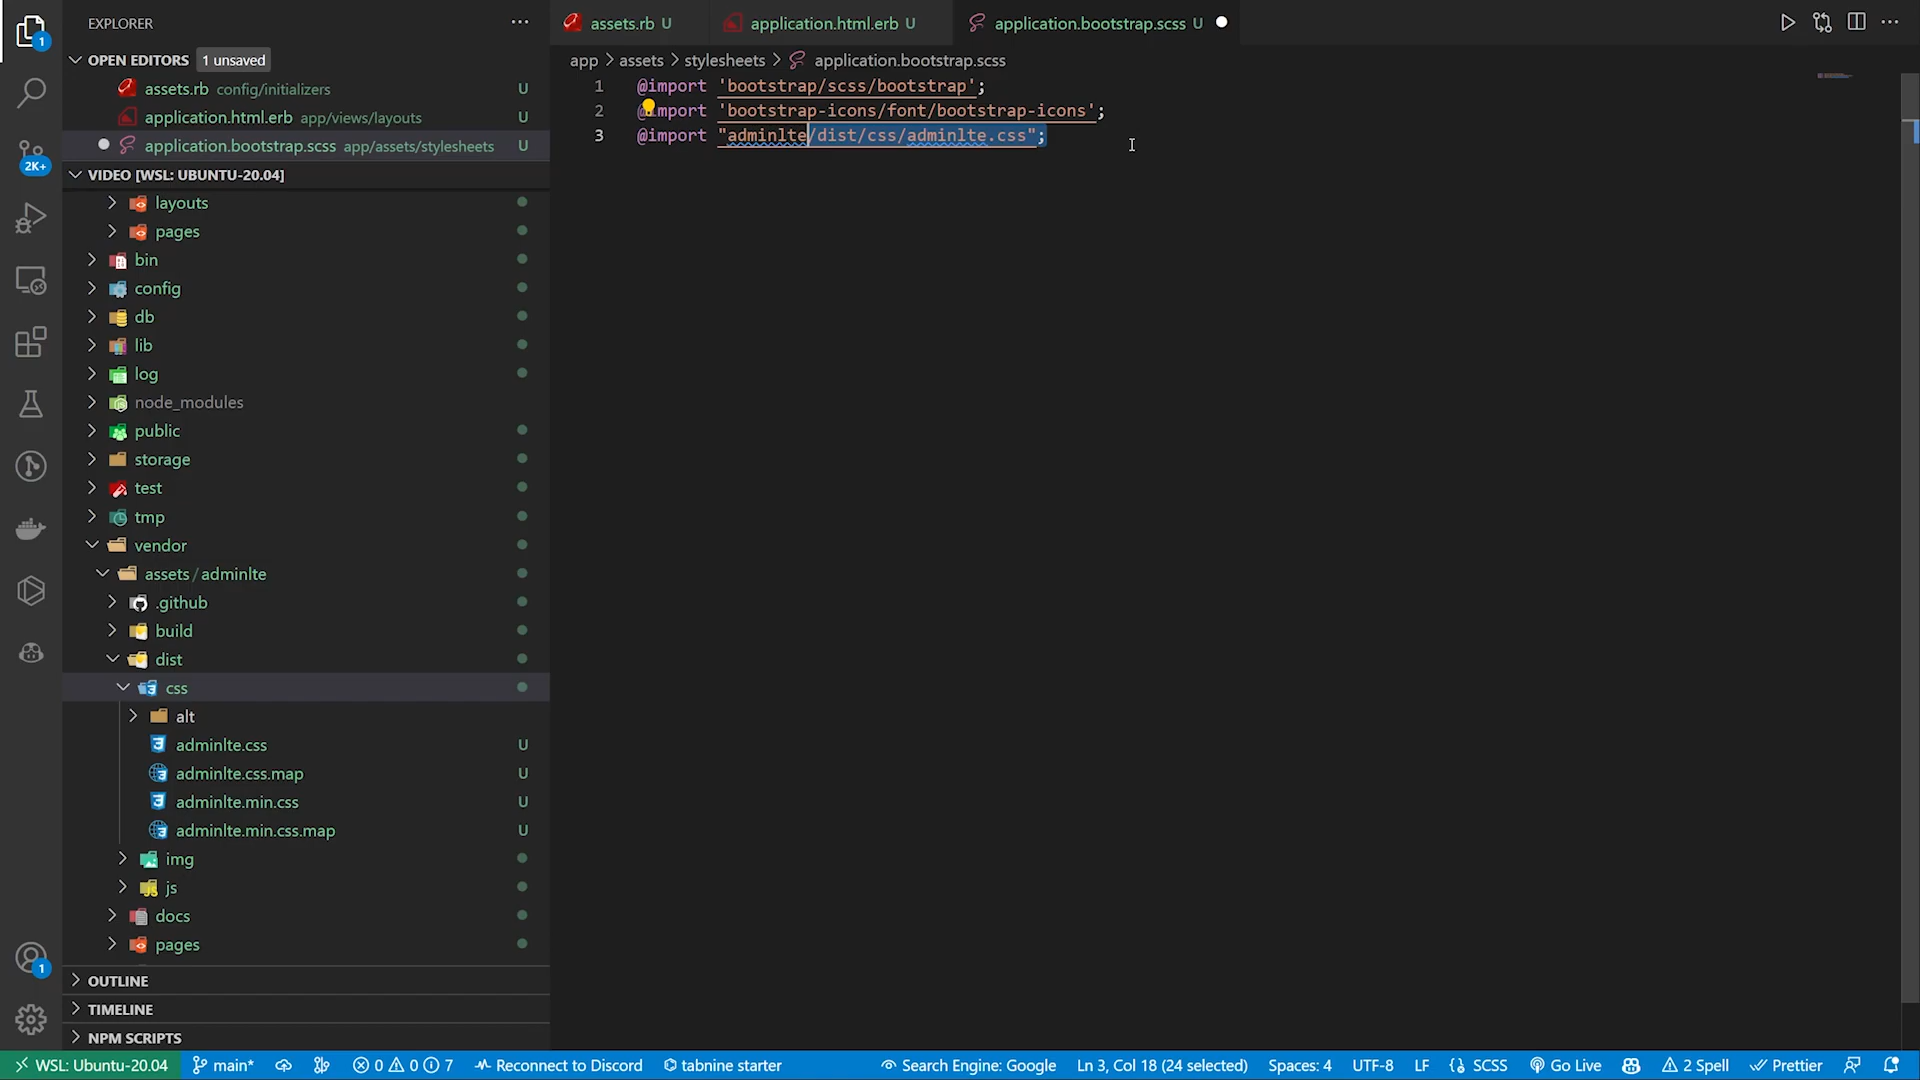 EXPLORER
OPEN EDITORS 1 unsaved
assets.rb config/initializers U
application.html.erb app/views/layouts U
application.bootstrap.scss app/assets/stylesheets U
VIDEO [WSL: UBUNTU-20.04]
layouts
pages
bin
config
db
lib
log
node_modules
public
storage
test
tmp
vendor
assets / adminlte
.github
build
dist
css
alt
adminlte.css U
adminlte.css.map U
adminlte.min.css U
adminlte.min.css.map U
img
js
docs
pages
OUTLINE
TIMELINE
NPM SCRIPTS
1
2K+
1
assets.rb U
application.html.erb U
application.bootstrap.scss U
app > assets > stylesheets > application.bootstrap.scss
1 @import 'bootstrap/scss/bootstrap';
2 @import 'bootstrap-icons/font/bootstrap-icons';
3 @import "adminlte/dist/css/adminlte.css";
WSL: Ubuntu-20.04 main* 0 0 7 Reconnect to Discord tabnine starter Search Engine: Google Ln 3, Col 18 (24 selected) Spaces: 4 UTF-8 LF {} SCSS Go Live 2 Spell Prettier